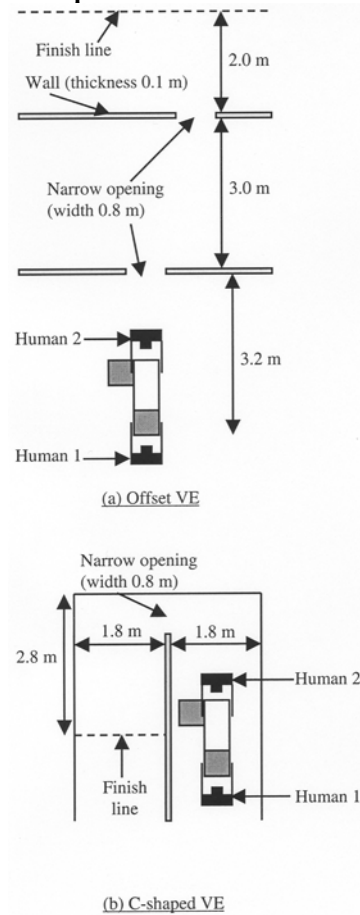 Finish line
2.0 m
Wall (thickness 0.1 m)
Narrow opening
(width 0.8 m)
3.0 m
Human 2
3.2 m
Human 1
(a) Offset VE
Narrow opening
(width 0.8 m)
1.8 m
1.8 m
2.8 m
Human 2
Finish
line
Human 1
(b) C-shaped VE